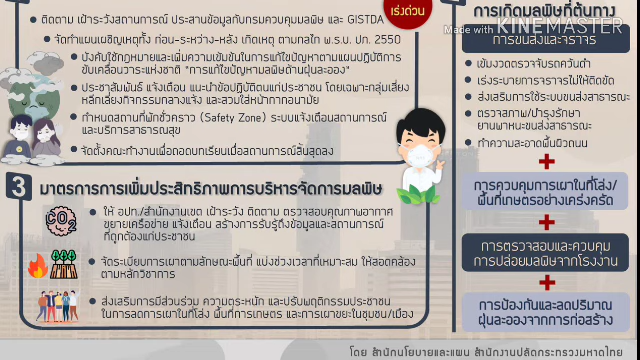 เร่งด่วน
ติดตาม เฝ้าระวังสถานการณ์ ประสานข้อมูลกับกรมควบคุมมลพิษ และ GISTDA
จัดทำแผนเผชิญเหตุทั้ง ก่อน-ระหว่าง-หลัง เกิดเหตุ ตามกลไก พ.ร.บ. ปภ. 2550
บังคับใช้กฎหมายและเพิ่มความเข้มข้นในการแก้ไขปัญหาตามแผนปฏิบัติการ
ขับเคลื่อนวาระแห่งชาติ "การแก้ไขปัญหามลพิษด้านฝุ่นละออง"
ประชาสัมพันธ์ แจ้งเตือน แนะนำข้อปฏิบัติตนแก่ประชาชน โดยเฉพาะกลุ่มเสี่ยง
หลีกเลี่ยงกิจกรรมกลางแจ้ง และสวมใส่หน้ากากอนามัย
กำหนดสถานที่พักชั่วคราว (Safety Zone) ระบบแจ้งเตือนสถานการณ์
และบริการสาธารณสุข
จัดตั้งคณะทำงานเพื่อถอดบทเรียนเมื่อสถานการณ์สิ้นสุดลง
3 มาตรการการเพิ่มประสิทธิภาพการบริหารจัดการมลพิษ
CO2
ให้ อปท./สำนักงานเขต เฝ้าระวัง ติดตาม ตรวจสอบคุณภาพอากาศ
ขยายเครือข่าย แจ้งเตือน สร้างการรับรู้ถึงข้อมูลและสถานการณ์
ที่ถูกต้องแก่ประชาชน
จัดระเบียบการเผาตามลักษณะพื้นที่ แบ่งช่วงเวลาที่เหมาะสม ให้สอดคล้อง
ตามหลักวิชาการ
ส่งเสริมการมีส่วนร่วม ความตระหนัก และปรับพฤติกรรมประชาชน
ในการลดการเผาในที่โล่ง พื้นที่การเกษตร และการเผาขยะในชุมชน/เมือง
การเกิดมลพิษที่ต้นทาง
Made with KINEMASTER
การขนส่งและจราจร
เข้มงวดตรวจจับรถควันดำ
เร่งระบายการจราจรไม่ให้ติดขัด
ส่งเสริมการใช้ระบบขนส่งสาธารณะ
ตรวจสภาพ/บำรุงรักษา
ยานพาหนะขนส่งสาธารณะ
ทำความสะอาดพื้นผิวถนน
+
การควบคุมการเผาในที่โล่ง/
พื้นที่เกษตรอย่างเคร่งครัด
+
การตรวจสอบและควบคุม
การปล่อยมลพิษจากโรงงาน
+
การป้องกันและลดปริมาณ
ฝุ่นละอองจากการก่อสร้าง
โดย สำนักนโยบายและแผน สำนักงานปลัดกระทรวงมหาดไทย